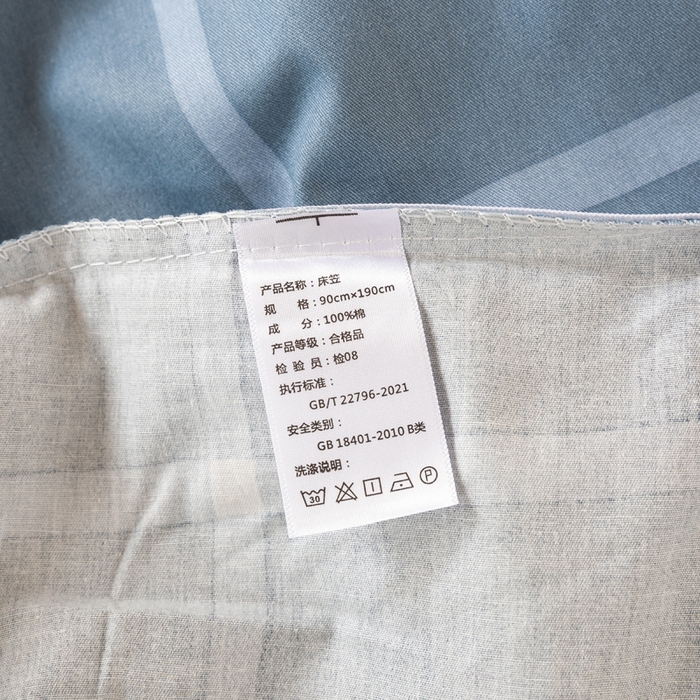 产品名称：床笠
规 格：90cm×190cm
成 分：100%棉
产品等级：合格品
检 验 员：检08
执行标准：
GB/T 22796-2021
安全类别：
GB 18401-2010 B类
洗涤说明：
30 P